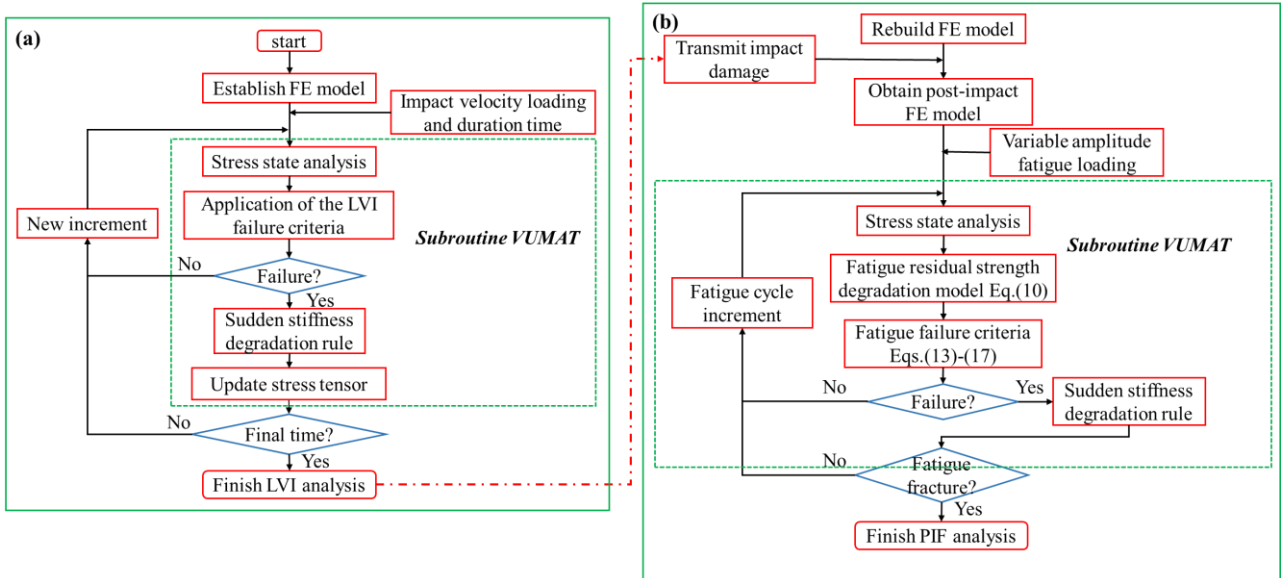 (a)
start
Establish FE model
Impact velocity loading
and duration time
Stress state analysis
Application of the LVI
failure criteria
New increment
Subroutine VUMAT
No
Failure?
Yes
Sudden stiffness
degradation rule
Update stress tensor
No
Final time?
Yes
Finish LVI analysis
(b)
Rebuild FE model
Transmit impact
damage
Obtain post-impact
FE model
Variable amplitude
fatigue loading
Stress state analysis
Subroutine VUMAT
Fatigue residual strength
degradation model Eq.(10)
Fatigue cycle
increment
Fatigue failure criteria
Eqs.(13)-(17)
No
Failure?
Yes
Sudden stiffness
degradation rule
No
Fatigue
fracture?
Yes
Finish PIF analysis